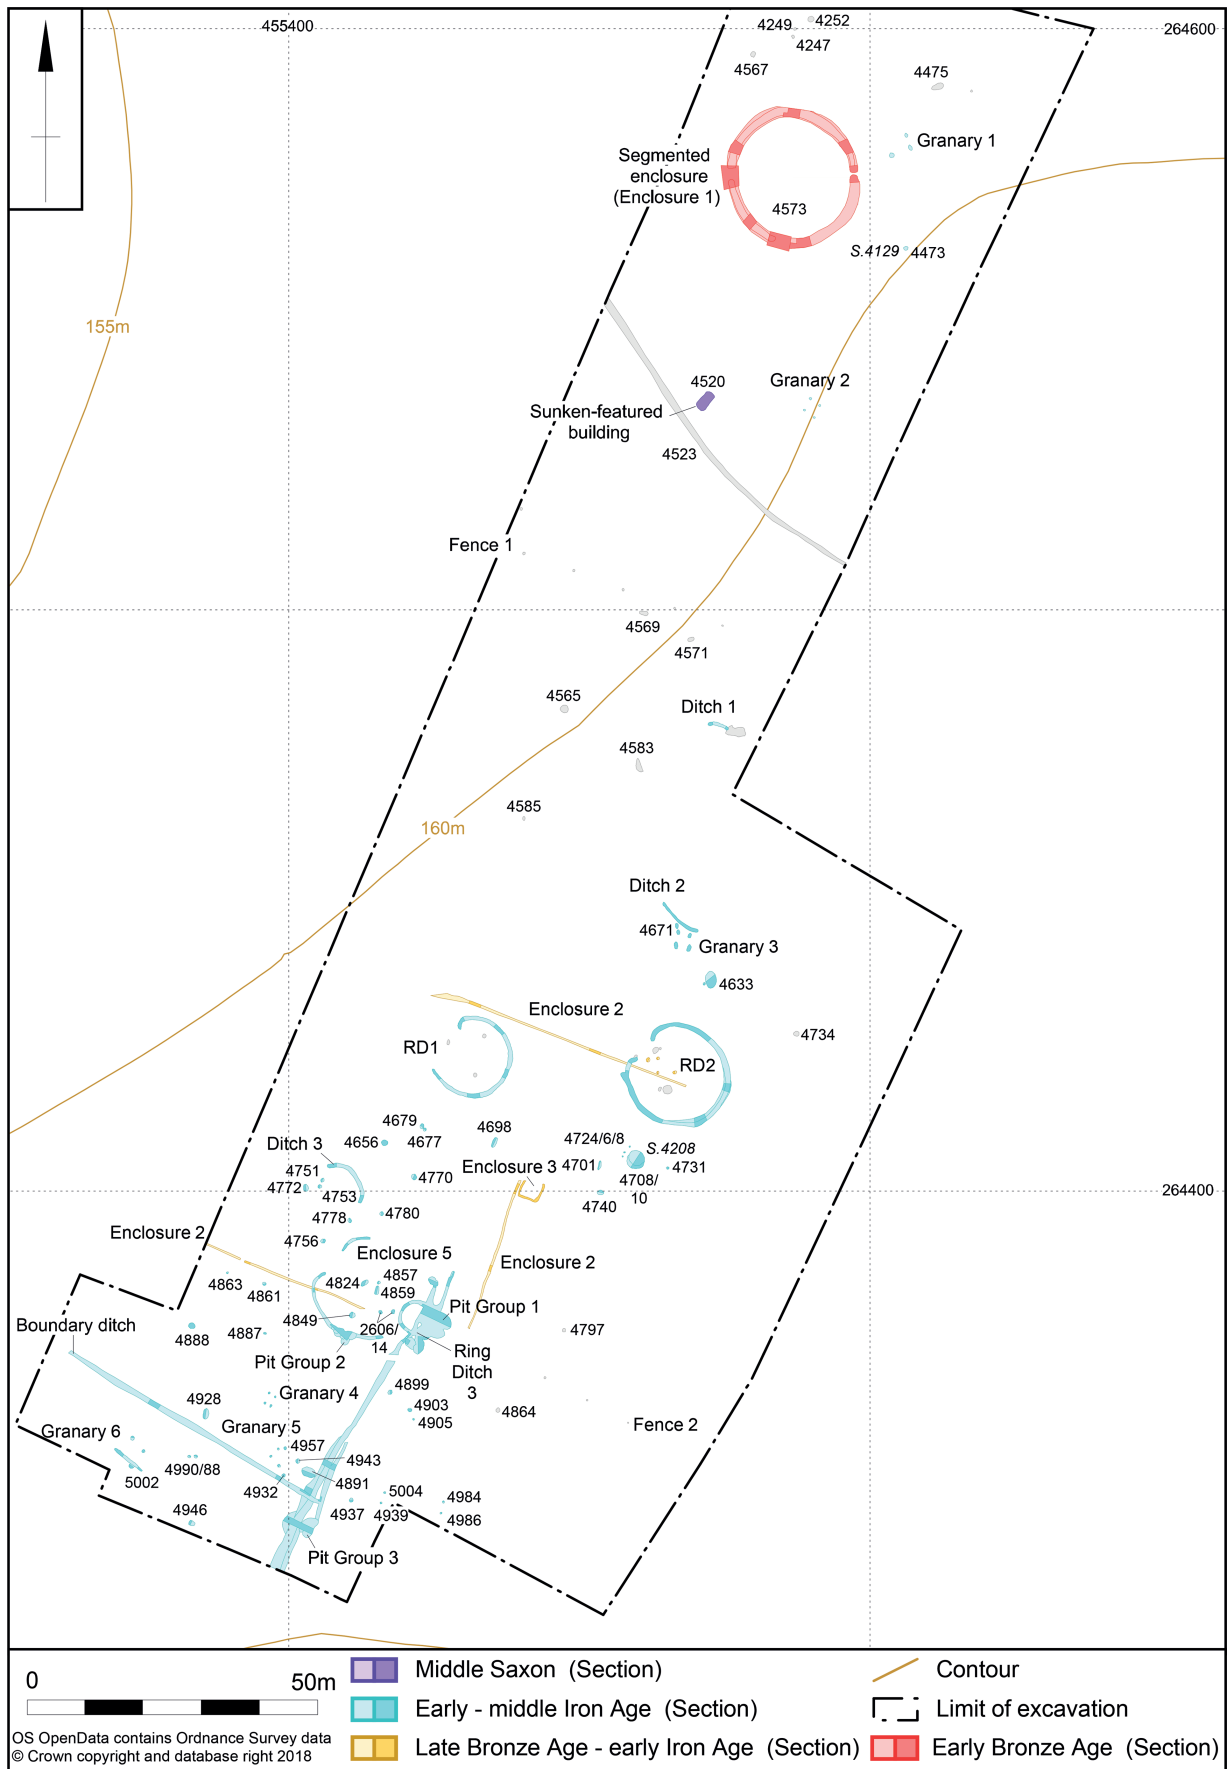 455400
264600
4249
4252
4247
4567
4475
Granary 1
Segmented
enclosure
(Enclosure 1)
4573
S.4129
4473
155m
4520
Granary 2
Sunken-featured
building
4523
Fence 1
4569
4571
4565
Ditch 1
4583
4585
160m
Ditch 2
4671
Granary 3
4633
Enclosure 2
RD1
RD2
4734
4679
4656
4677
4698
4724/6/8
S.4208
Ditch 3
4701
4731
4751
4772
4753
4770
Enclosure 3
4708/
10
4740
264400
4778
4780
Enclosure 2
4756
Enclosure 5
Enclosure 2
4863
4861
4824
4857
4859
Pit Group 1
Boundary ditch
4888
4887
4849
2606/
14
4797
Pit Group 2
Ring
Ditch
3
Granary 4
4899
4928
4903
4905
4864
Fence 2
Granary 6
Granary 5
4957
4943
5002
4990/88
4932
4891
5004
4984
4946
4937
4939
4986
Pit Group 3
0
50m
OS OpenData contains Ordnance Survey data
© Crown copyright and database right 2018
Middle Saxon (Section)
Early - middle Iron Age (Section)
Late Bronze Age - early Iron Age (Section)
Contour
Limit of excavation
Early Bronze Age (Section)